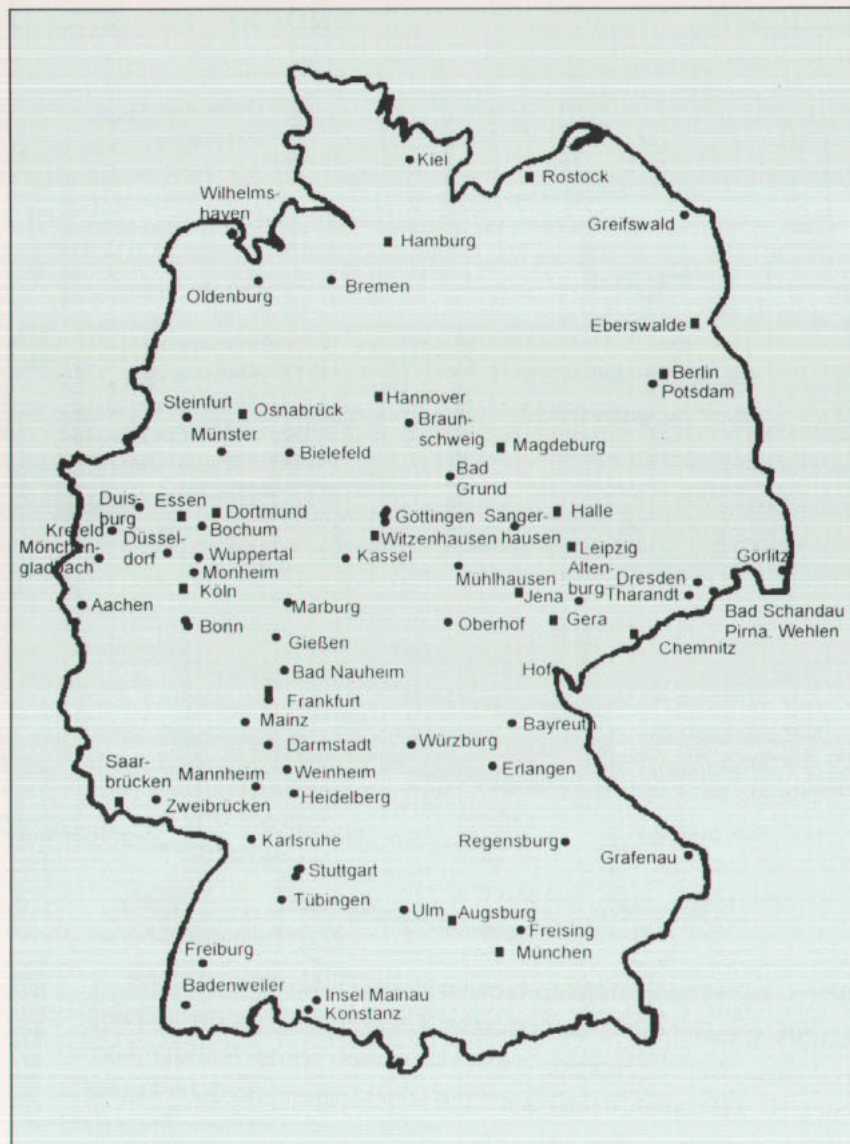 Kiel
Rostock
Wilhelms-
haven
Greifswald
Hamburg
Oldenburg
Bremen
Eberswalde
Berlin
Potsdam
Hannover
Steinfurt
Osnabrück
Braun-
schweig
Münster
Bielefeld
Magdeburg
Bad
Grund
Duis-
burg
Essen
Dortmund
Göttingen
Sanger-
hausen
Halle
Krefeld
Bochum
Witzenhausen
Mönchen-
gladbach
Düssel-
dorf
Wuppertal
Kassel
Leipzig
Görlitz
Monheim
Mühlhausen
Alten-
burg
Dresden
Tharandt
Köln
Jena
Aachen
Marburg
Bad Schandau
Pirna. Wehlen
Bonn
Oberhof
Gera
Chemnitz
Gießen
Bad Nauheim
Hof
Frankfurt
Mainz
Bayreuth
Darmstadt
Würzburg
Saar-
brücken
Mannheim
Weinheim
Erlangen
Zweibrücken
Heidelberg
Karlsruhe
Regensburg
Grafenau
Stuttgart
Tübingen
Ulm
Augsburg
Freising
München
Freiburg
Badenweiler
Insel Mainau
Konstanz